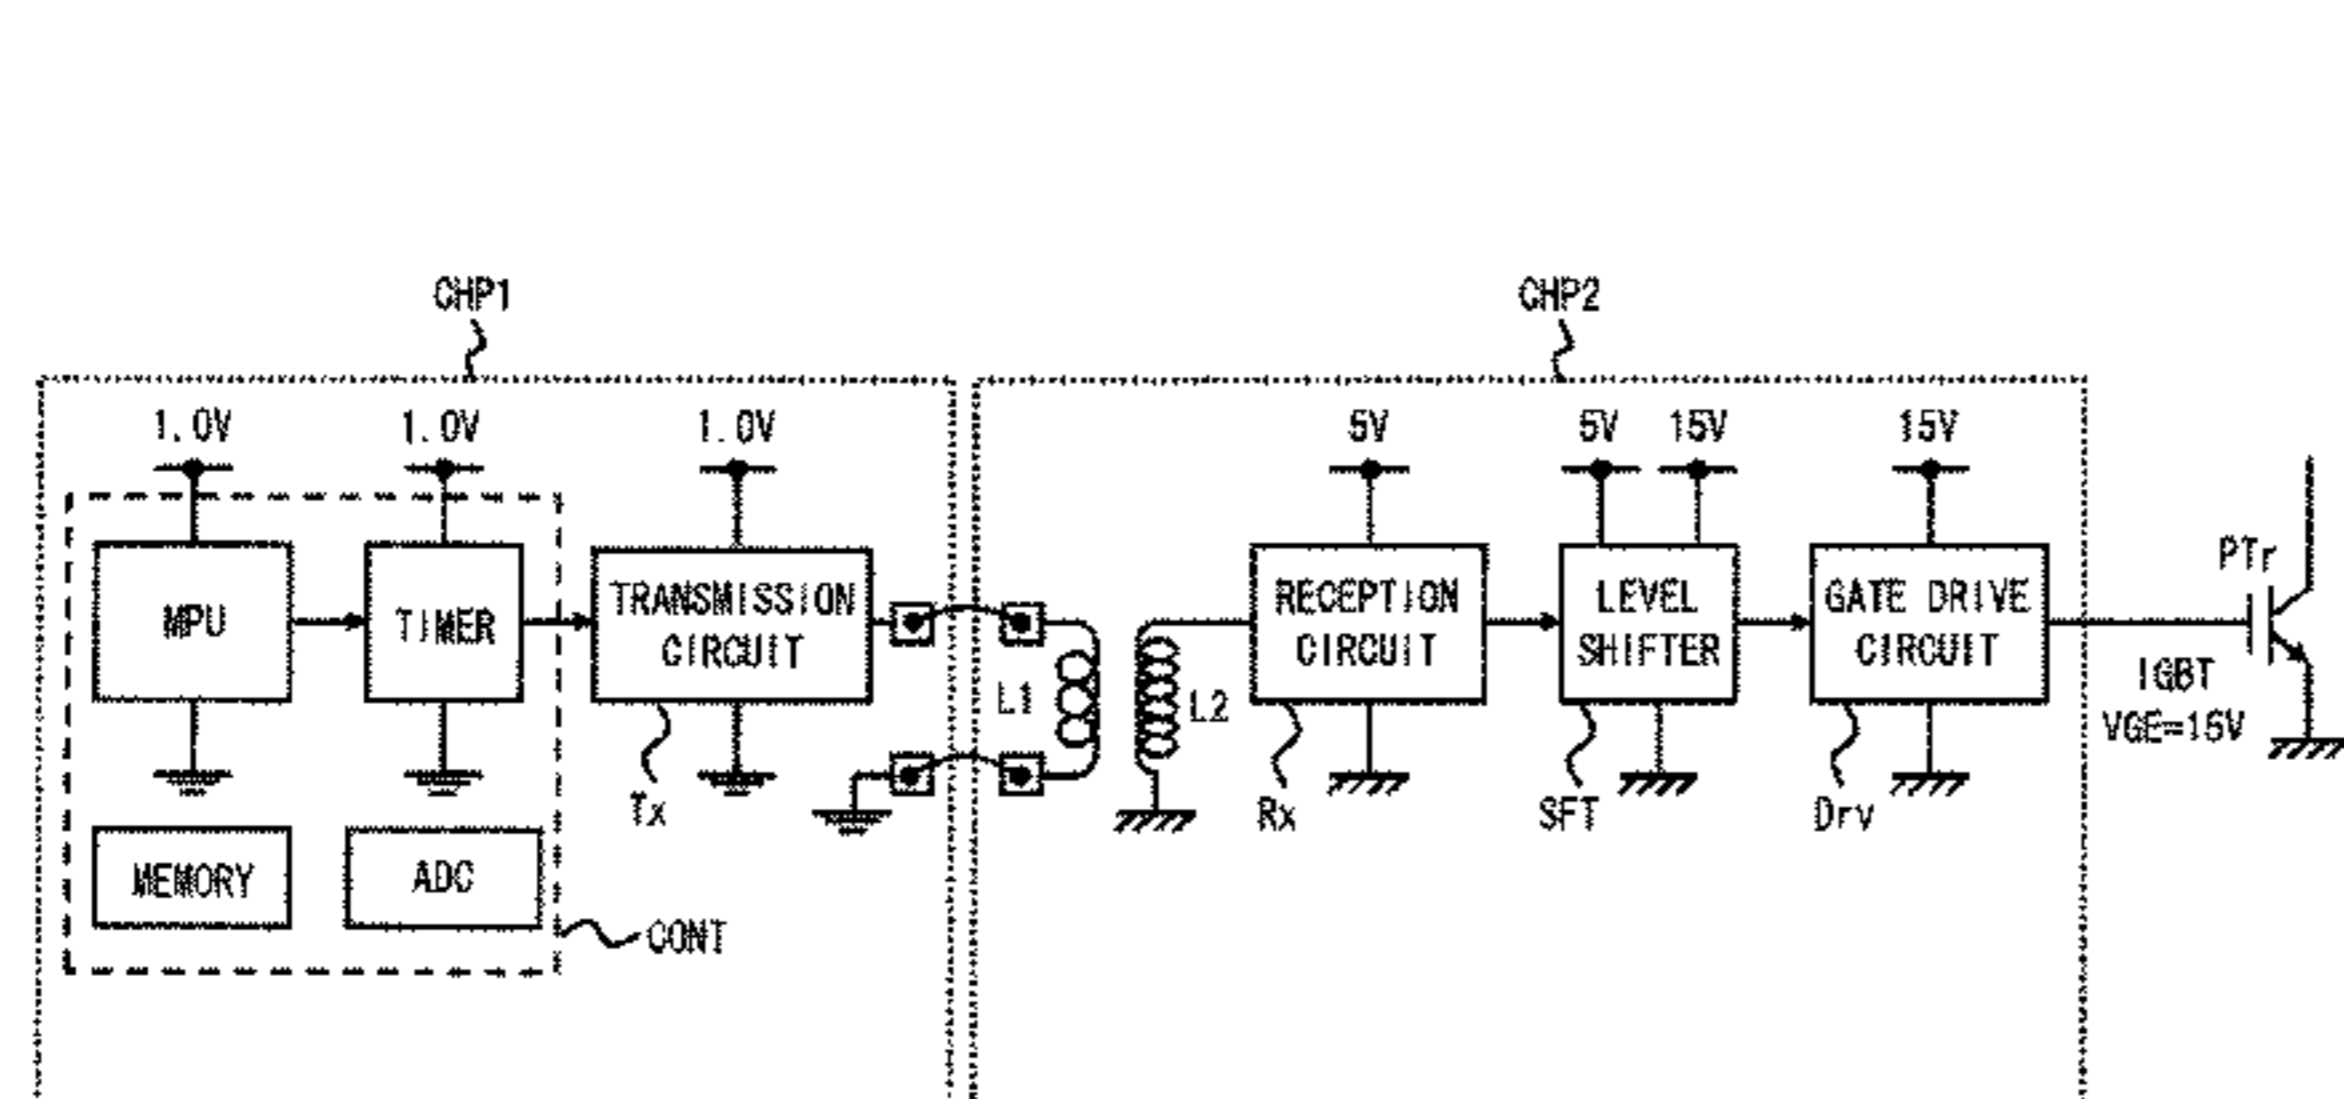 CHP1
CHP2
1.0V
1.0V
1.0V
5V
5V
15V
15V
MPU
TIMER
TRANSMISSION
CIRCUIT
RECEPTION
CIRCUIT
LEVEL
SHIFTER
GATE DRIVE
CIRCUIT
PTr
IGBT
VGE=15V
L1
L2
Tx
Rx
SFT
Drv
MEMORY
ADC
CONT